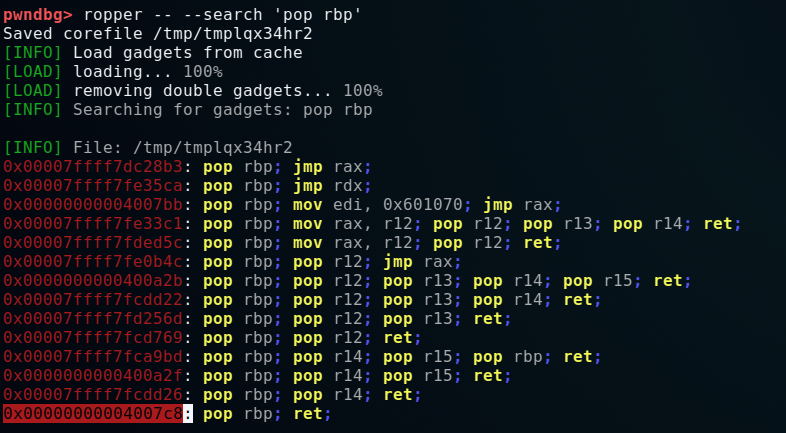 pwndbg> ropper -- --search 'pop rbp'
Saved corefile /tmp/tmplqx34hr2
[INFO] Load gadgets from cache
[LOAD] loading... 100%
[LOAD] removing double gadgets... 100%
[INFO] Searching for gadgets: pop rbp
[INFO] File: /tmp/tmplqx34hr2
0x00007ffff7dc28b3: pop rbp; jmp rax;
0x00007ffff7fe35ca: pop rbp; jmp rdx;
0x00000000004007bb: pop rbp; mov edi, 0x601070; jmp rax;
0x00007ffff7fe33c1: pop rbp; mov rax, r12; pop r12; pop r13; pop r14; ret;
0x00007ffff7fded5c: pop rbp; mov rax, r12; pop r12; ret;
0x00007ffff7fe0b4c: pop rbp; pop r12; jmp rax;
0x0000000000400a2b: pop rbp; pop r12; pop r13; pop r14; pop r15; ret;
0x00007ffff7fcdd22: pop rbp; pop r12; pop r13; pop r14; ret;
0x00007ffff7fd256d: pop rbp; pop r12; pop r13; ret;
0x00007ffff7fcd769: pop rbp; pop r12; ret;
0x00007ffff7fca9bd: pop rbp; pop r14; pop r15; pop rbp; ret;
0x0000000000400a2f: pop rbp; pop r14; pop r15; ret;
0x00007ffff7fcdd26: pop rbp; pop r14; ret;
0x00000000004007c8: pop rbp; ret;